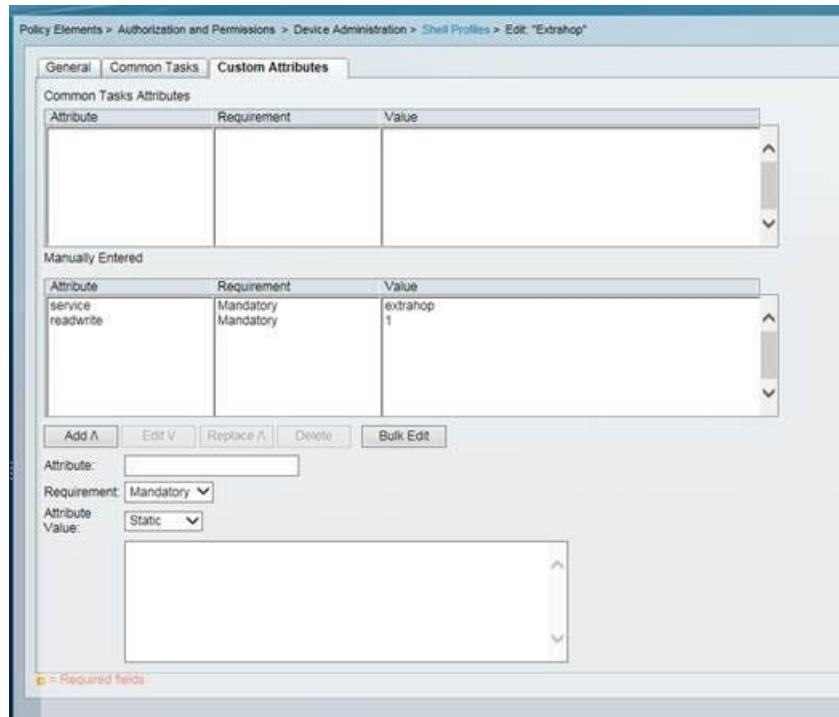 Policy Elements > Authorization and Permissions > Device Administration > Shell Profiles > Edit: "Extrahop"
General Common Tasks Custom Attributes
Common Tasks Attributes
Attribute Requirement Value
Manually Entered
Attribute Requirement Value
service Mandatory extrahop
readwrite Mandatory 1
Add Λ Edit V Replace Λ Delete Bulk Edit
Attribute:
Requirement: Mandatory
Attribute Value: Static
= Required fields